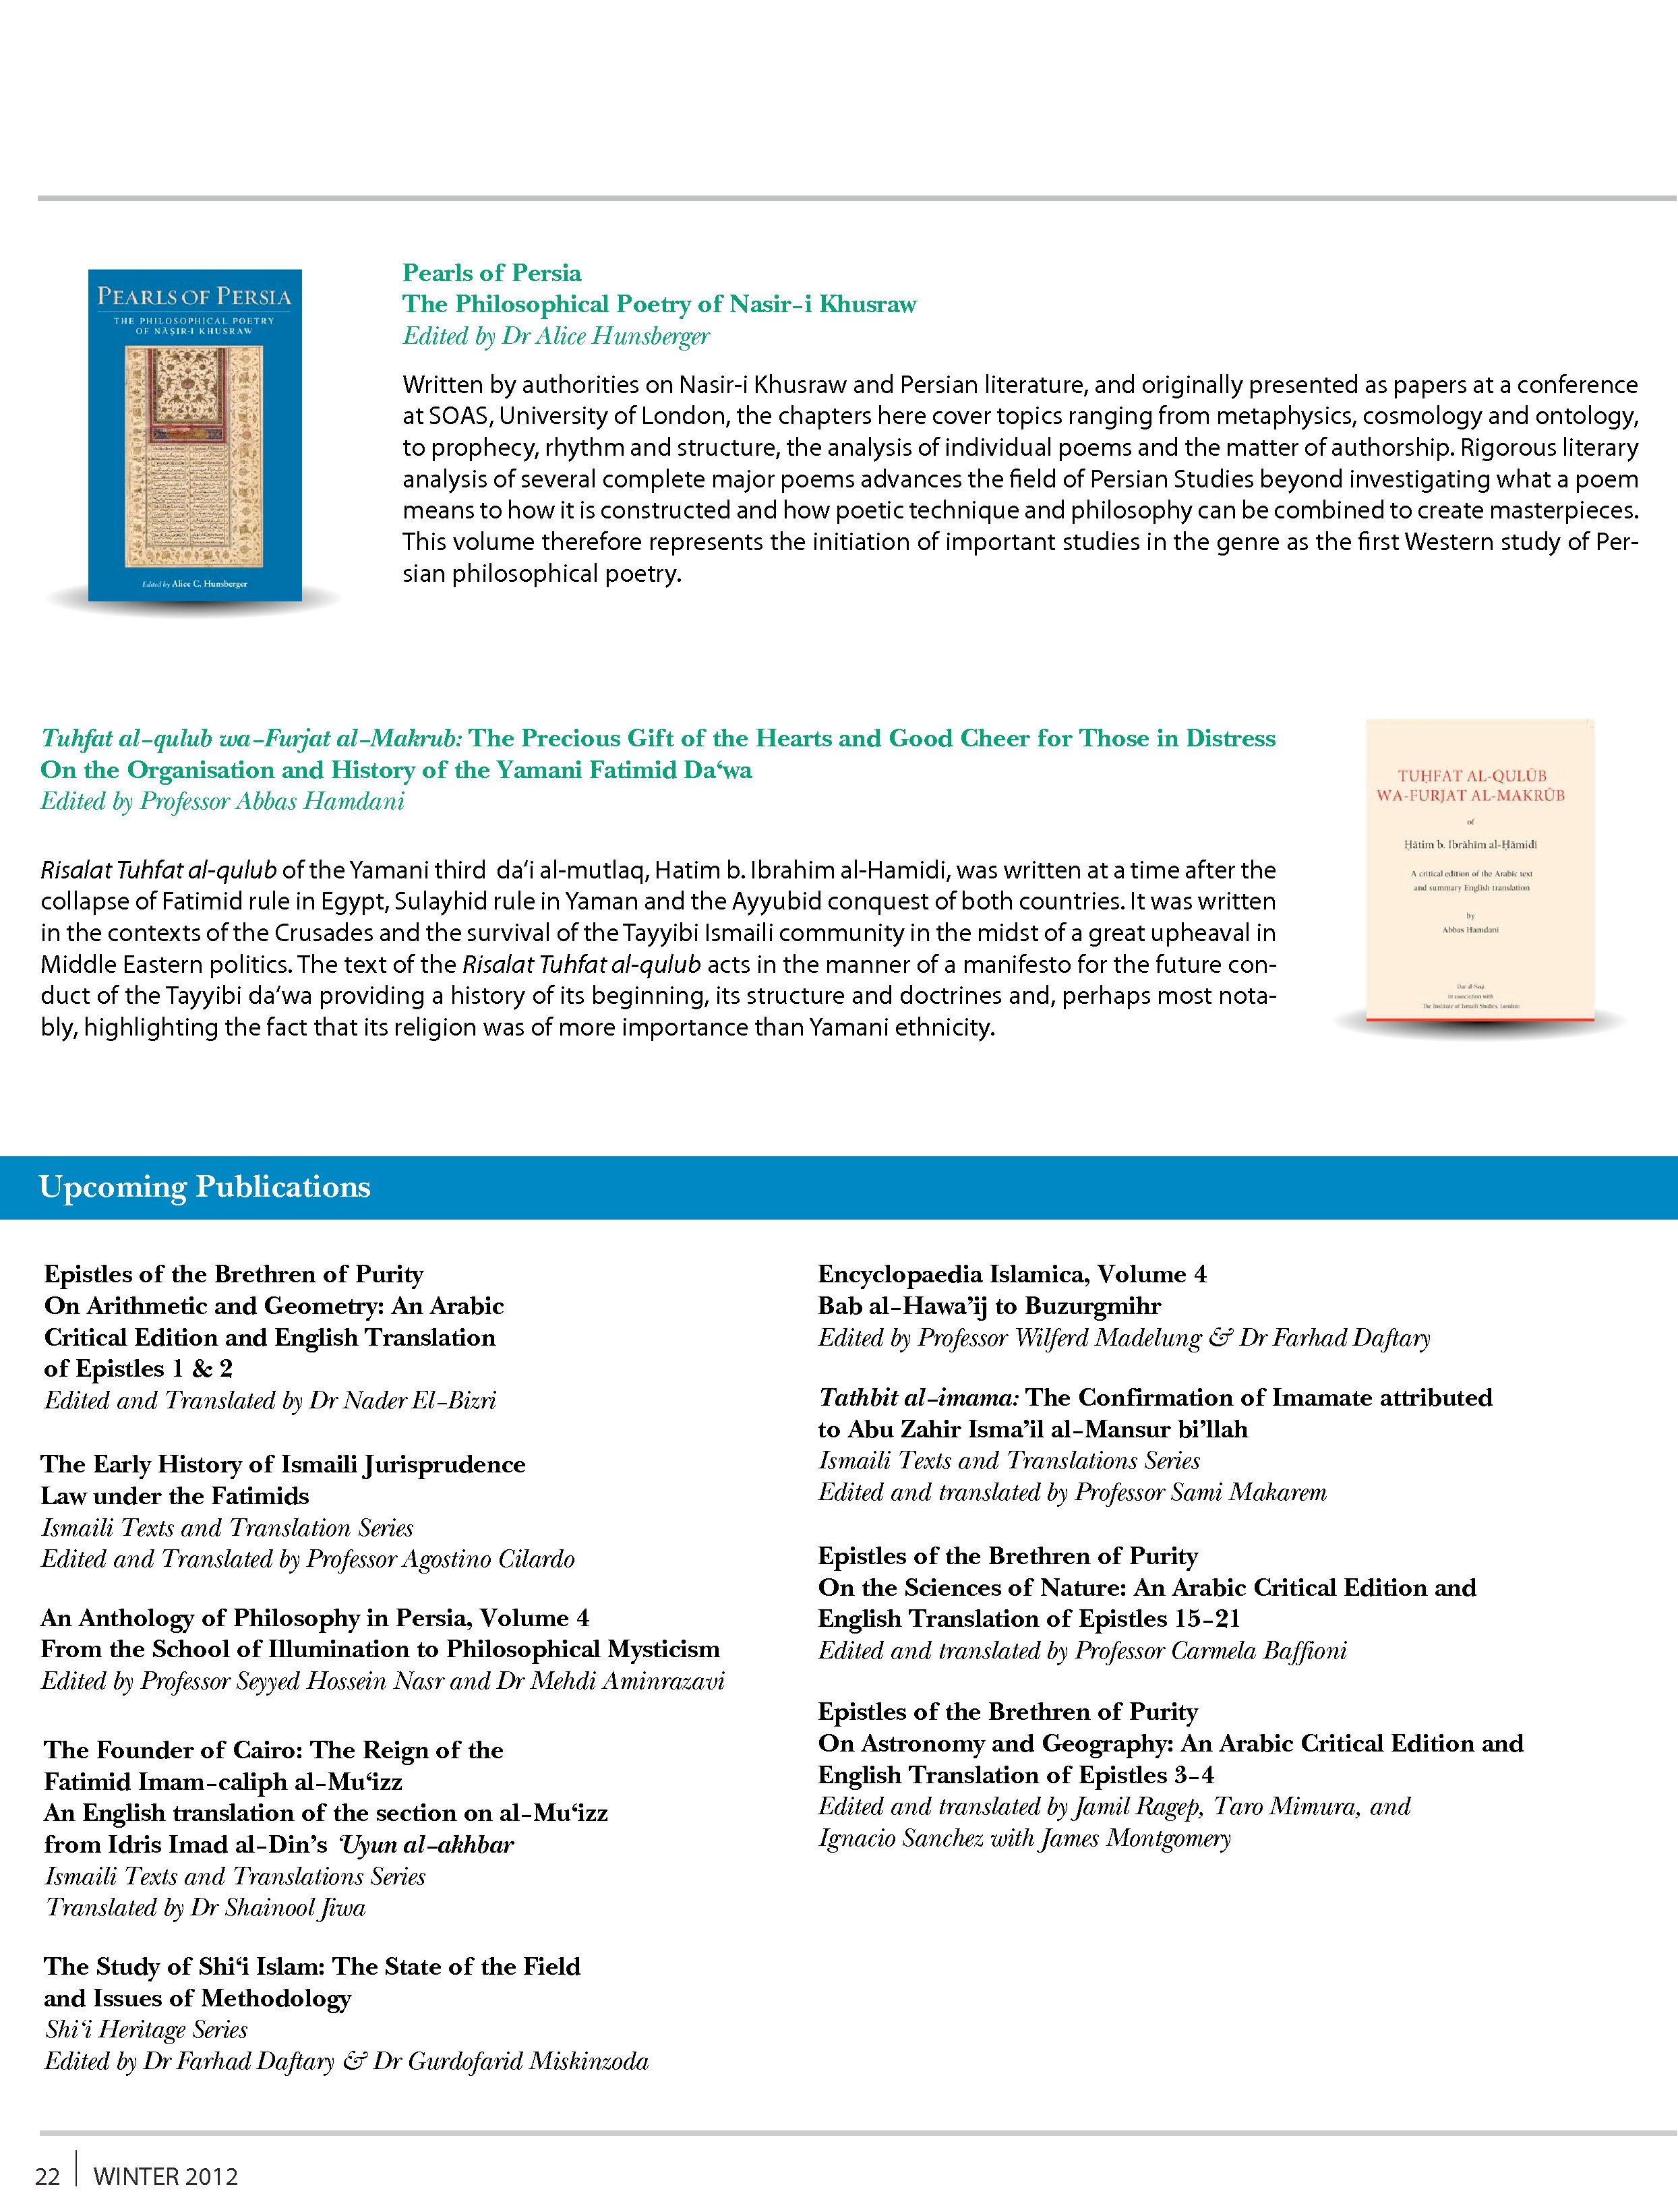 PEARLS OF PERSIA
THE PHILOSOPHICAL POETRY
OF NĀṢIR-I KHUSRAW
Edited by Alice C. Hunsberger
Pearls of Persia
The Philosophical Poetry of Nasir-i Khusraw
Edited by Dr Alice Hunsberger
Written by authorities on Nasir-i Khusraw and Persian literature, and originally presented as papers at a conference
at SOAS, University of London, the chapters here cover topics ranging from metaphysics, cosmology and ontology,
to prophecy, rhythm and structure, the analysis of individual poems and the matter of authorship. Rigorous literary
analysis of several complete major poems advances the field of Persian Studies beyond investigating what a poem
means to how it is constructed and how poetic technique and philosophy can be combined to create masterpieces.
This volume therefore represents the initiation of important studies in the genre as the first Western study of Per-
sian philosophical poetry.
Tuhfat al-qulub wa-Furjat al-Makrub: The Precious Gift of the Hearts and Good Cheer for Those in Distress
On the Organisation and History of the Yamani Fatimid Da‘wa
Edited by Professor Abbas Hamdani
Risalat Tuhfat al-qulub of the Yamani third da‘i al-mutlaq, Hatim b. Ibrahim al-Hamidi, was written at a time after the
collapse of Fatimid rule in Egypt, Sulayhid rule in Yaman and the Ayyubid conquest of both countries. It was written
in the contexts of the Crusades and the survival of the Tayyibi Ismaili community in the midst of a great upheaval in
Middle Eastern politics. The text of the Risalat Tuhfat al-qulub acts in the manner of a manifesto for the future con-
duct of the Tayyibi da‘wa providing a history of its beginning, its structure and doctrines and, perhaps most nota-
bly, highlighting the fact that its religion was of more importance than Yamani ethnicity.
TUḤFAT AL-QULŪB
WA-FURJAT AL-MAKRŪB
of
Ḥātim b. Ibrāhīm al-Ḥāmidī
A critical edition of the Arabic text
and summary English translation
by
Abbas Hamdani
Dar al-Saqi
in association with
The Institute of Ismaili Studies, London
Upcoming Publications
Epistles of the Brethren of Purity
On Arithmetic and Geometry: An Arabic
Critical Edition and English Translation
of Epistles 1 & 2
Edited and Translated by Dr Nader El-Bizri
The Early History of Ismaili Jurisprudence
Law under the Fatimids
Ismaili Texts and Translation Series
Edited and Translated by Professor Agostino Cilardo
An Anthology of Philosophy in Persia, Volume 4
From the School of Illumination to Philosophical Mysticism
Edited by Professor Seyyed Hossein Nasr and Dr Mehdi Aminrazavi
The Founder of Cairo: The Reign of the
Fatimid Imam-caliph al-Mu‘izz
An English translation of the section on al-Mu‘izz
from Idris Imad al-Din’s ‘Uyun al-akhbar
Ismaili Texts and Translations Series
Translated by Dr Shainool Jiwa
The Study of Shi‘i Islam: The State of the Field
and Issues of Methodology
Shi‘i Heritage Series
Edited by Dr Farhad Daftary & Dr Gurdofarid Miskinzoda
Encyclopaedia Islamica, Volume 4
Bab al-Hawa’ij to Buzurgmihr
Edited by Professor Wilferd Madelung & Dr Farhad Daftary
Tathbit al-imama: The Confirmation of Imamate attributed
to Abu Zahir Isma’il al-Mansur bi’llah
Ismaili Texts and Translations Series
Edited and translated by Professor Sami Makarem
Epistles of the Brethren of Purity
On the Sciences of Nature: An Arabic Critical Edition and
English Translation of Epistles 15-21
Edited and translated by Professor Carmela Baffioni
Epistles of the Brethren of Purity
On Astronomy and Geography: An Arabic Critical Edition and
English Translation of Epistles 3-4
Edited and translated by Jamil Ragep, Taro Mimura, and
Ignacio Sanchez with James Montgomery
22 WINTER 2012